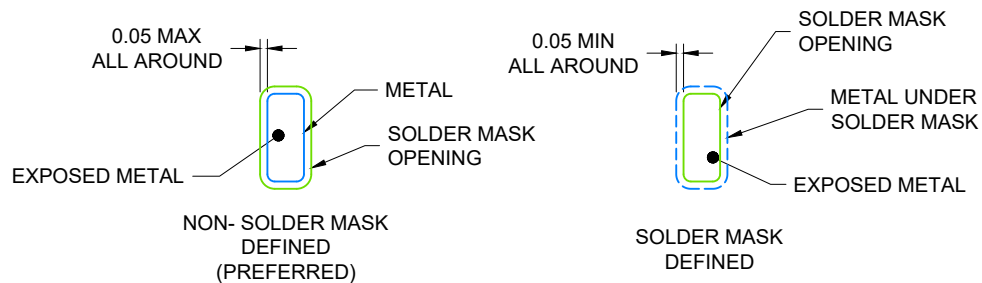 0.05 MAX
ALL AROUND
METAL
SOLDER MASK
OPENING
EXPOSED METAL
NON- SOLDER MASK
DEFINED
(PREFERRED)
SOLDER MASK
OPENING
0.05 MIN
ALL AROUND
METAL UNDER
SOLDER MASK
EXPOSED METAL
SOLDER MASK
DEFINED